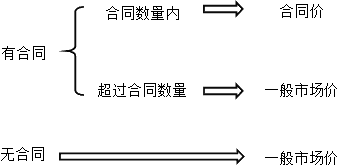 合同数量内
合同价
有合同
超过合同数量
一般市场价
无合同
一般市场价